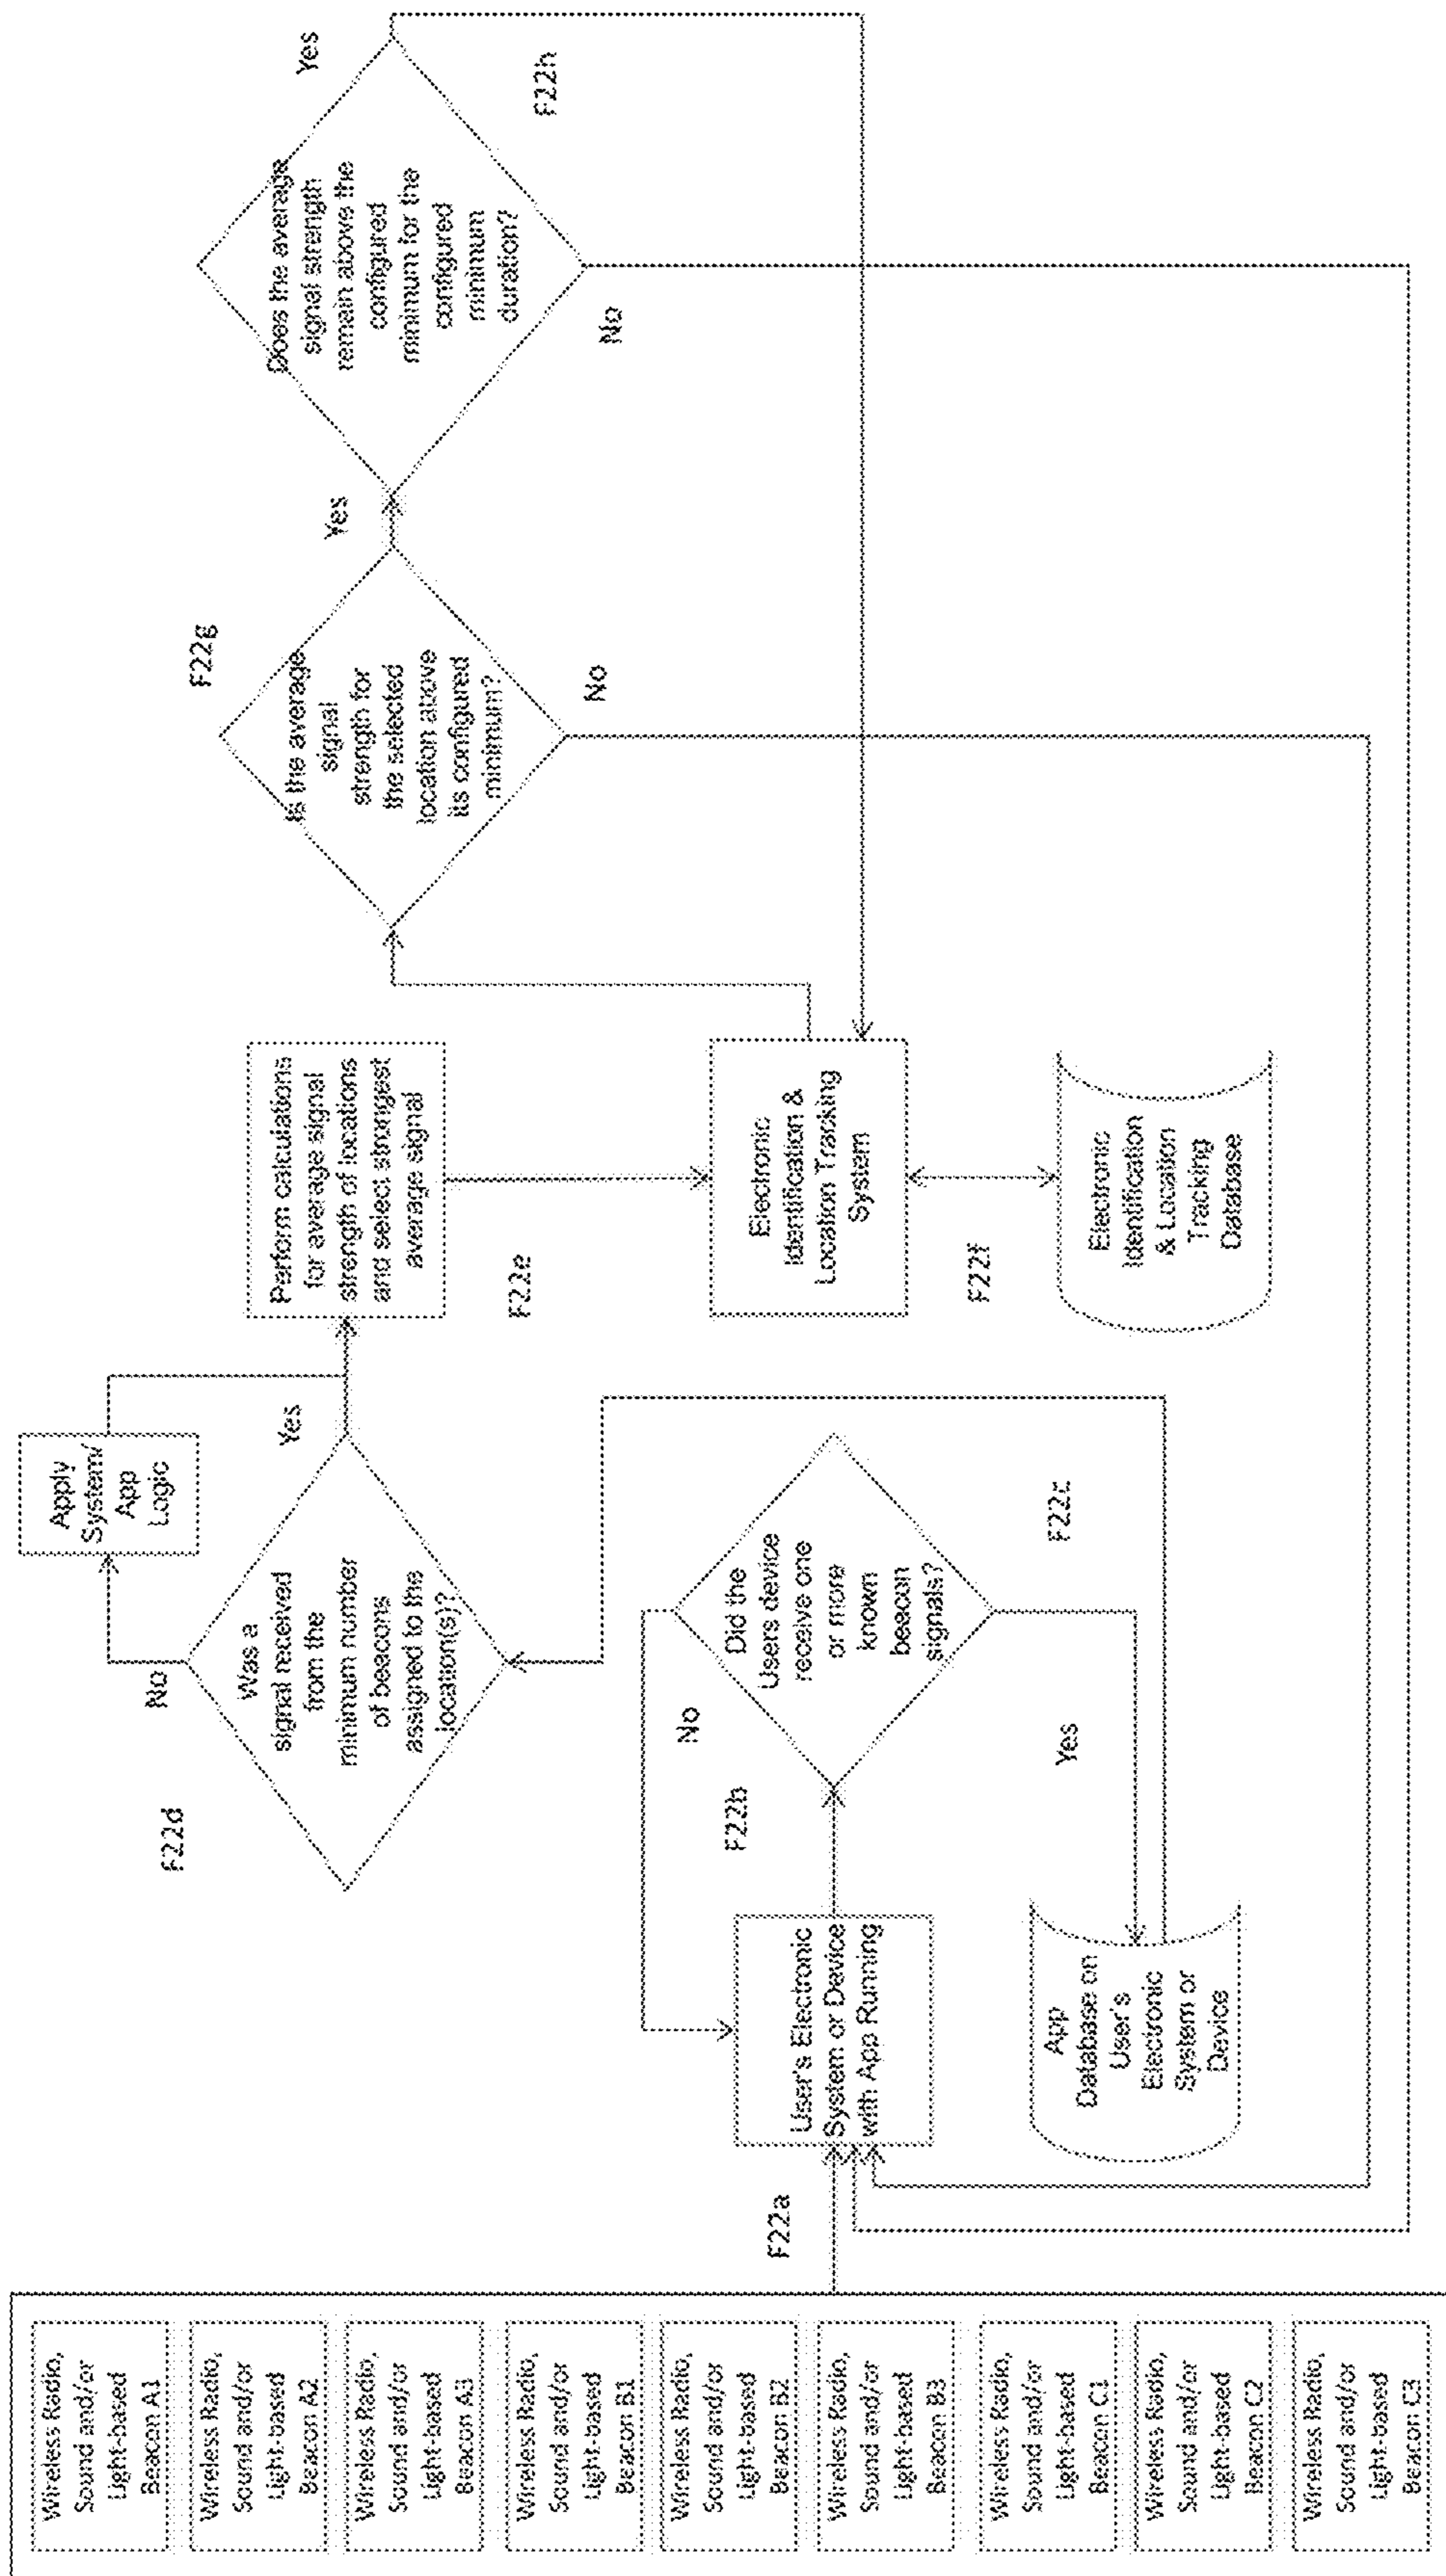 Wireless Radio,
Sound and/or
Light-based
Beacon A1
Wireless Radio,
Sound and/or
Light-based
Beacon A2
Wireless Radio,
Sound and/or
Light-based
Beacon A3
Wireless Radio,
Sound and/or
Light-based
Beacon B1
Wireless Radio,
Sound and/or
Light-based
Beacon B2
Wireless Radio,
Sound and/or
Light-based
Beacon B3
Wireless Radio,
Sound and/or
Light-based
Beacon C1
Wireless Radio,
Sound and/or
Light-based
Beacon C2
Wireless Radio,
Sound and/or
Light-based
Beacon C3
F22a
User's Electronic
System or Device
with App Running
F22b
No
Did the
Users device
receive one
or more
known
beacon
signals?
Yes
F22c
App
Database on
User's
Electronic
System or
Device
F22d
Was a
signal received
from the
minimum number
of beacons
assigned to the
location(s)?
No
Apply
System/
App
Logic
Yes
Perform calculations
for average signal
strength of locations
and select strongest
average signal
F22e
Electronic
Identification &
Location Tracking
System
F22f
Electronic
Identification
& Location
Tracking
Database
F22g
Is the average
signal
strength for
the selected
location above
its configured
minimum?
No
Yes
Does the average
signal strength
remain above the
configured
minimum for the
configured
minimum
duration?
No
Yes
F22h